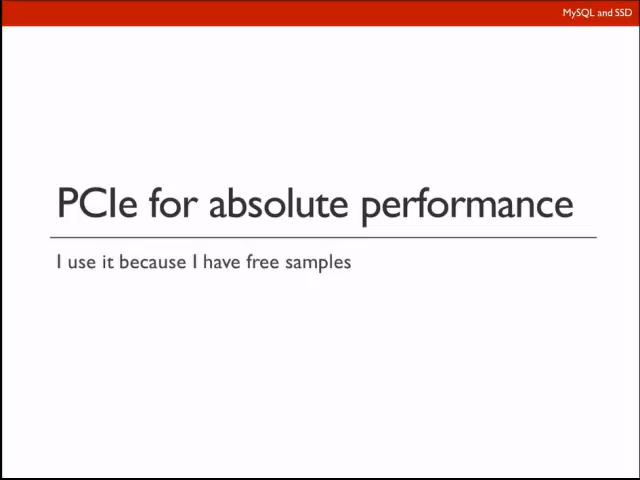 MySQL and SSD
PCIe for absolute performance
I use it because I have free samples